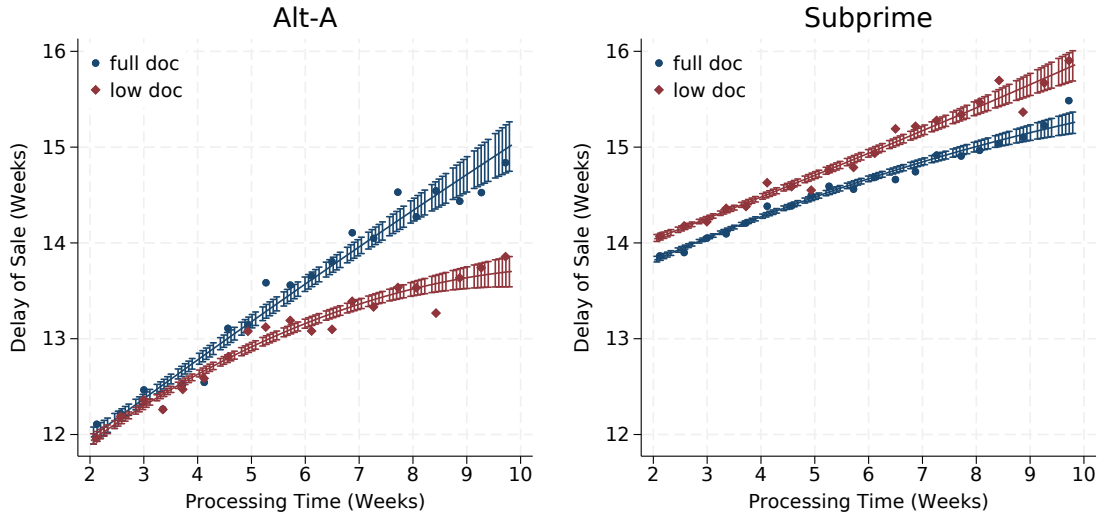 Alt-A
full doc
low doc
16
15
14
13
12
Delay of Sale (Weeks)
2 3 4 5 6 7 8 9 10
Processing Time (Weeks)
Subprime
full doc
low doc
16
15
14
13
12
Delay of Sale (Weeks)
2 3 4 5 6 7 8 9 10
Processing Time (Weeks)